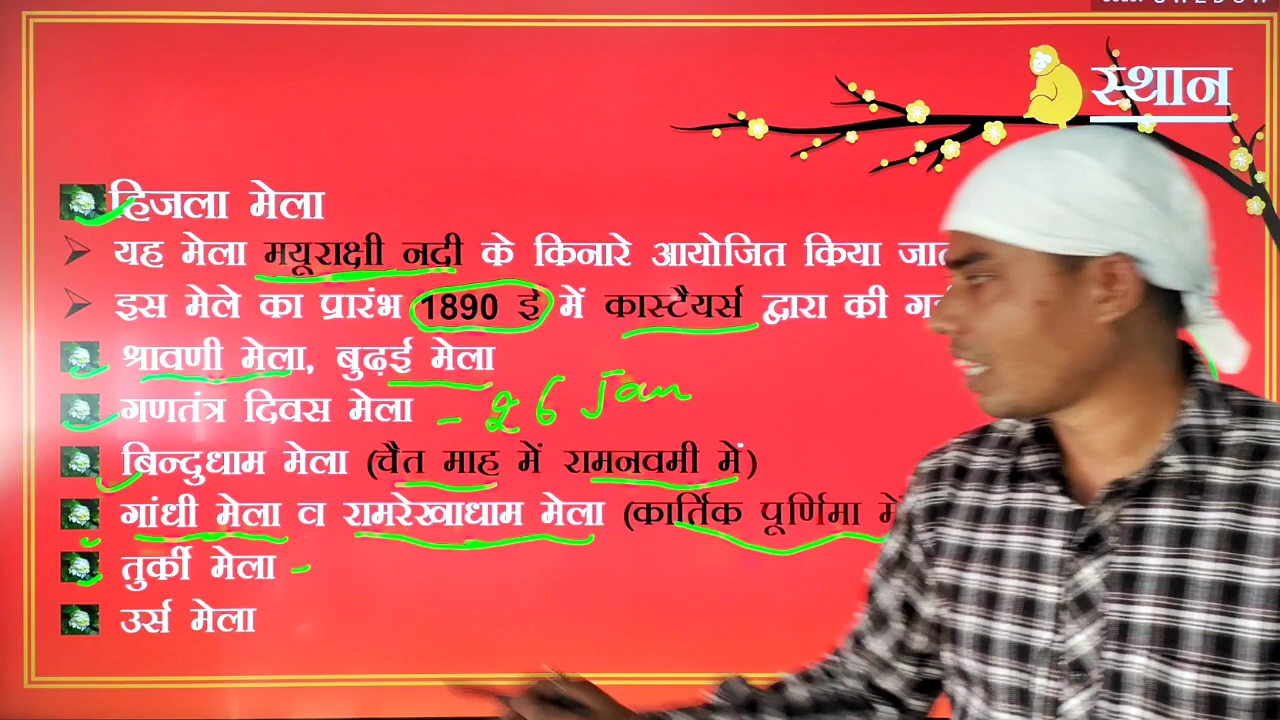 स्थान
हिजला मेला
यह मेला मयूराक्षी नदी के किनारे आयोजित किया
इस मेले का प्रारंभ 1890 ई में कास्टैयर्स द्वारा की
श्रावणी मेला, बुढ़ई मेला
गणतंत्र दिवस मेला - 26 Jan
बिन्दुधाम मेला (चैत माह में रामनवमी में)
गांधी मेला व रामरेखाधाम मेला (कार्तिक पूर्णिमा में
तुर्की मेला -
उर्स मेला